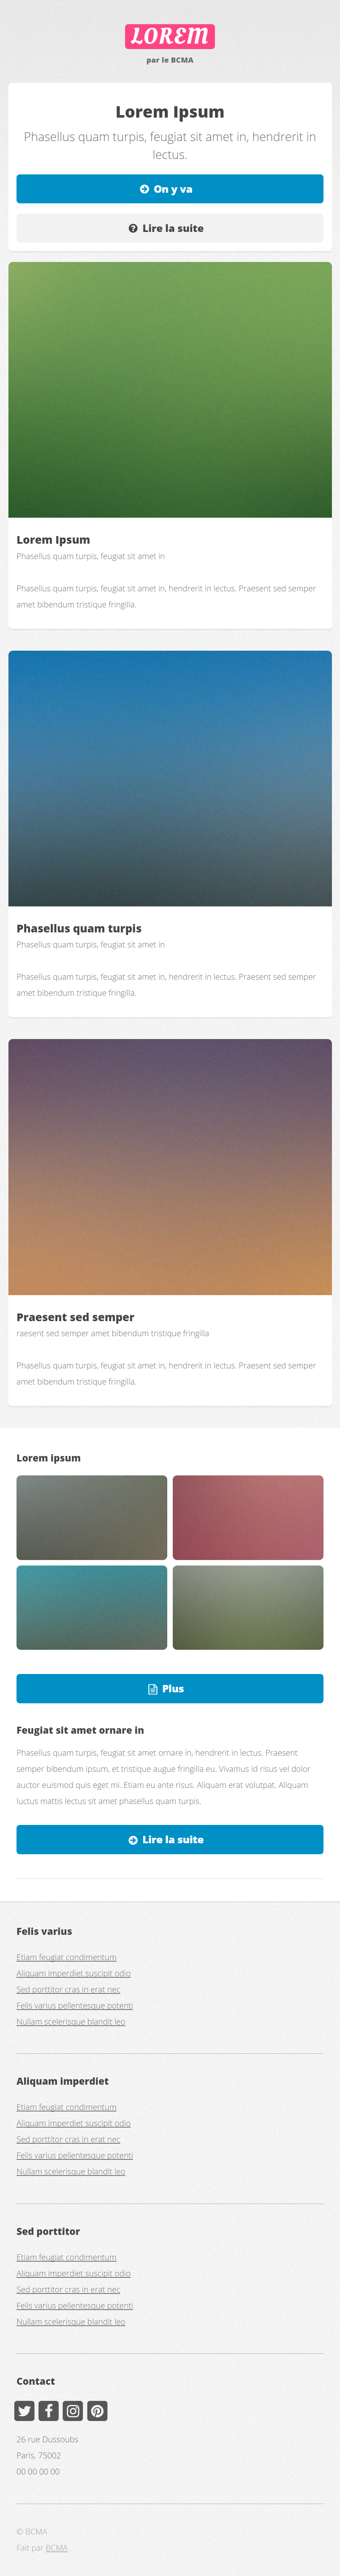 LOREM
par le BCMA
Lorem Ipsum
Phasellus quam turpis, feugiat sit amet in, hendrerit in
lectus.
On y va
Lire la suite
Lorem Ipsum
Phasellus quam turpis, feugiat sit amet in
Phasellus quam turpis, feugiat sit amet in, hendrerit in lectus. Praesent sed semper
amet bibendum tristique fringilla.
Phasellus quam turpis
Phasellus quam turpis, feugiat sit amet in
Phasellus quam turpis, feugiat sit amet in, hendrerit in lectus. Praesent sed semper
amet bibendum tristique fringilla.
Praesent sed semper
raesent sed semper amet bibendum tristique fringilla
Phasellus quam turpis, feugiat sit amet in, hendrerit in lectus. Praesent sed semper
amet bibendum tristique fringilla.
Lorem ipsum
Plus
Feugiat sit amet ornare in
Phasellus quam turpis, feugiat sit amet ornare in, hendrerit in lectus. Praesent
semper bibendum ipsum, et tristique augue fringilla eu. Vivamus id risus vel dolor
auctor euismod quis eget mi. Etiam eu ante risus. Aliquam erat volutpat. Aliquam
luctus mattis lectus sit amet phasellus quam turpis.
Lire la suite
Felis varius
Etiam feugiat condimentum
Aliquam imperdiet suscipit odio
Sed porttitor cras in erat nec
Felis varius pellentesque potenti
Nullam scelerisque blandit leo
Aliquam imperdiet
Etiam feugiat condimentum
Aliquam imperdiet suscipit odio
Sed porttitor cras in erat nec
Felis varius pellentesque potenti
Nullam scelerisque blandit leo
Sed porttitor
Etiam feugiat condimentum
Aliquam imperdiet suscipit odio
Sed porttitor cras in erat nec
Felis varius pellentesque potenti
Nullam scelerisque blandit leo
Contact
26 rue Dussoubs
Paris, 75002
00 00 00 00
© BCMA
Fait par BCMA